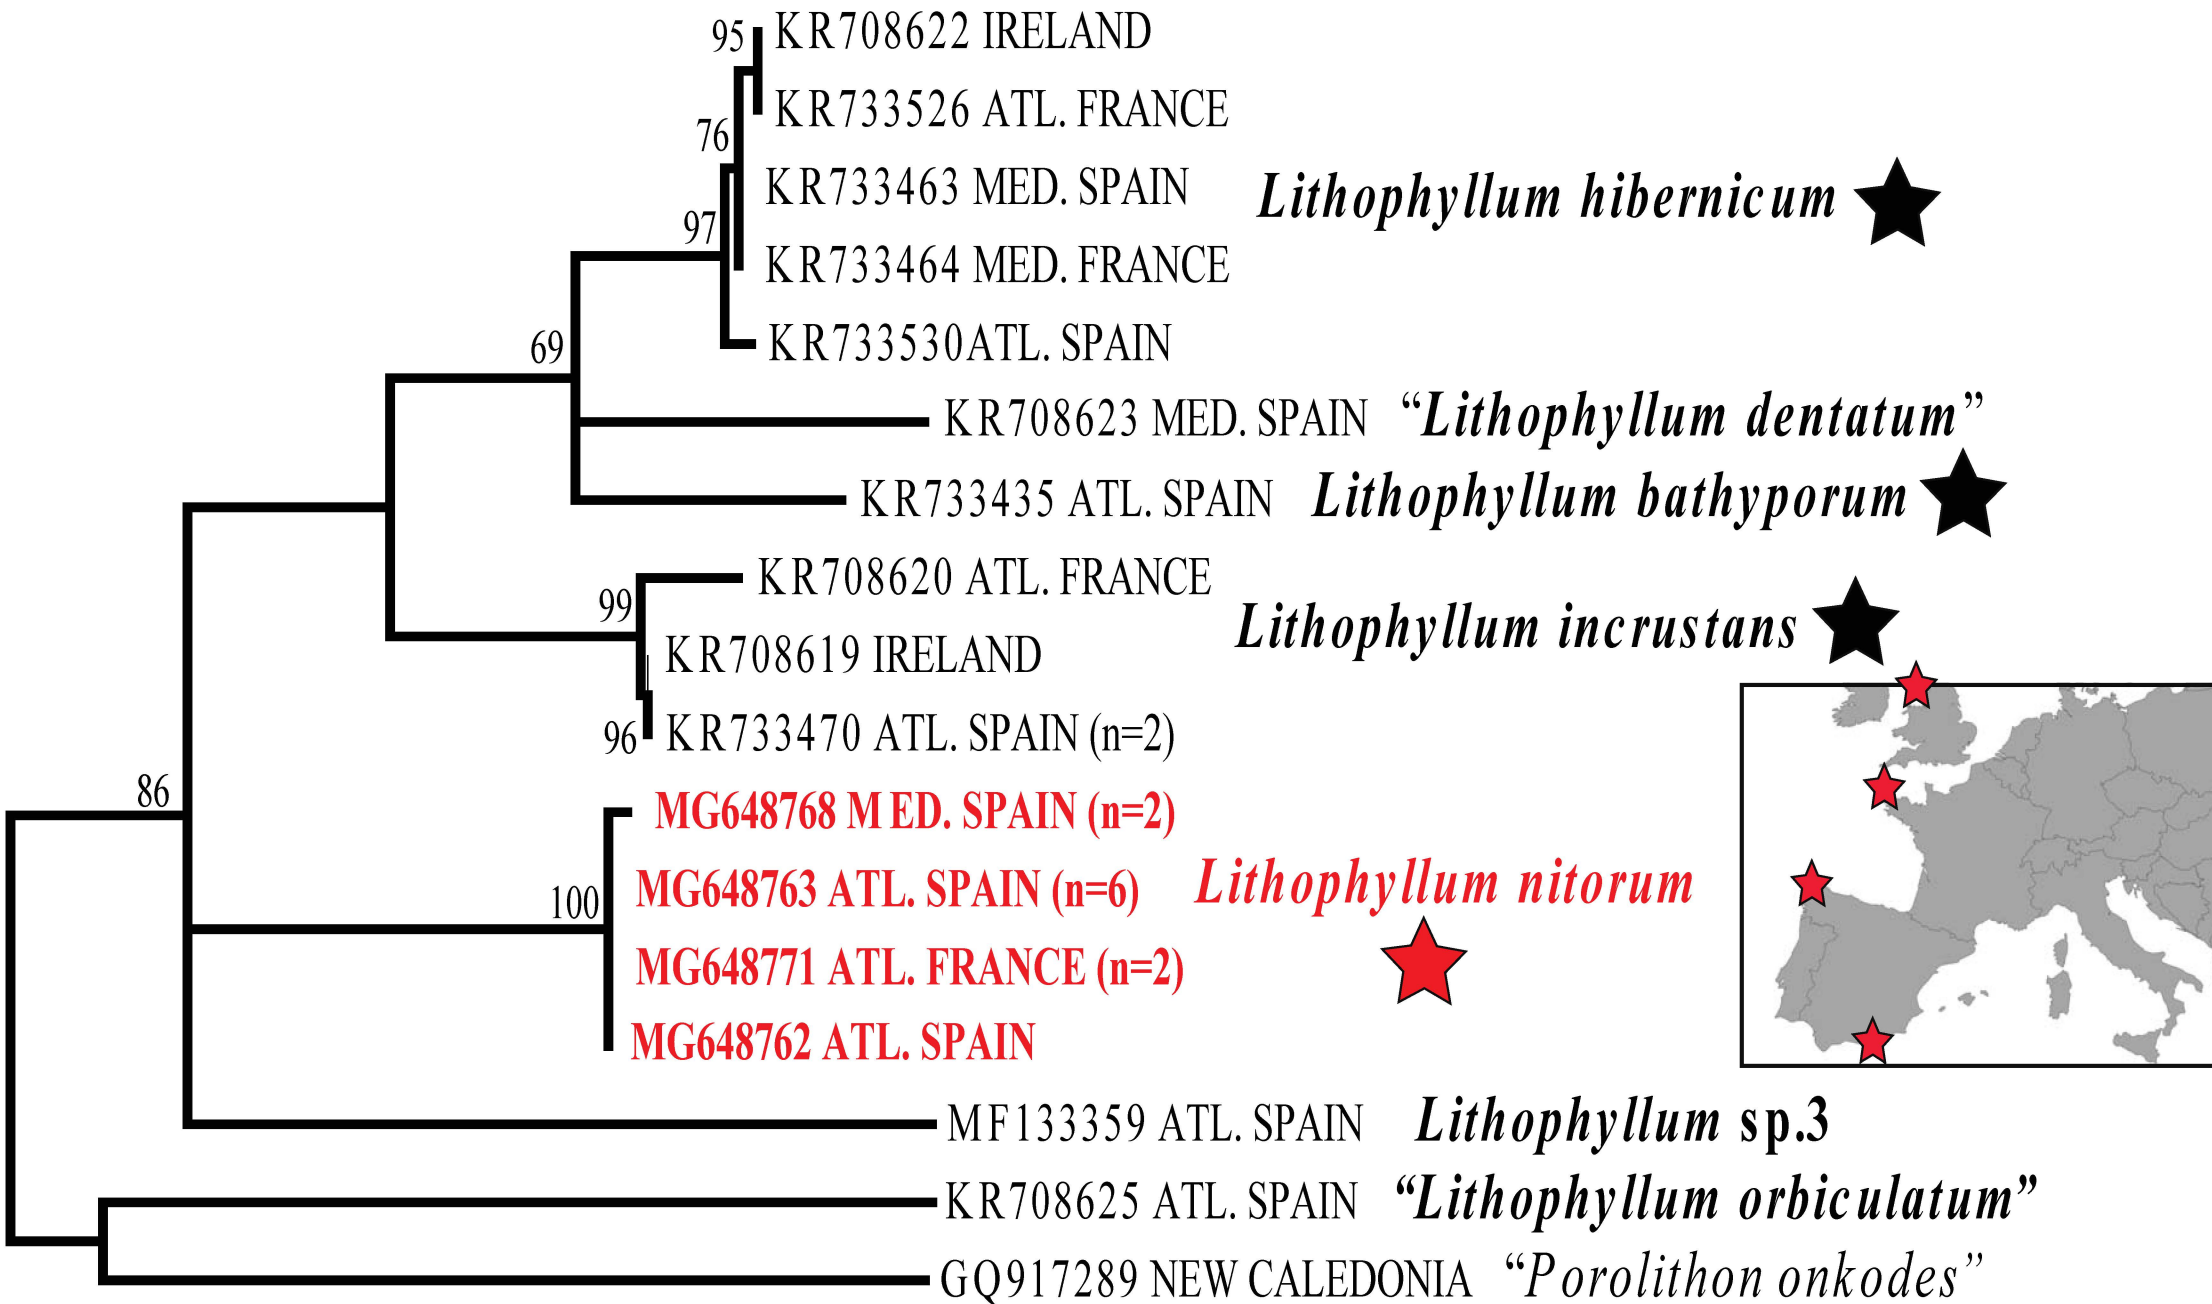 95 KR708622 IRELAND
KR733526 ATL. FRANCE
76
KR733463 MED. SPAIN
Lithophyllum hibernicum
97
KR733464 MED. FRANCE
KR733530ATL. SPAIN
69
KR708623 MED. SPAIN “Lithophyllum dentatum”
KR733435 ATL. SPAIN Lithophyllum bathyporum
KR708620 ATL. FRANCE
99
Lithophyllum incrustans
KR708619 IRELAND
96 KR733470 ATL. SPAIN (n=2)
86
MG648768 MED. SPAIN (n=2)
MG648763 ATL. SPAIN (n=6) Lithophyllum nitorum
100
MG648771 ATL. FRANCE (n=2)
MG648762 ATL. SPAIN
MF133359 ATL. SPAIN Lithophyllum sp.3
KR708625 ATL. SPAIN “Lithophyllum orbiculatum”
GQ917289 NEW CALEDONIA “Porolithon onkodes”